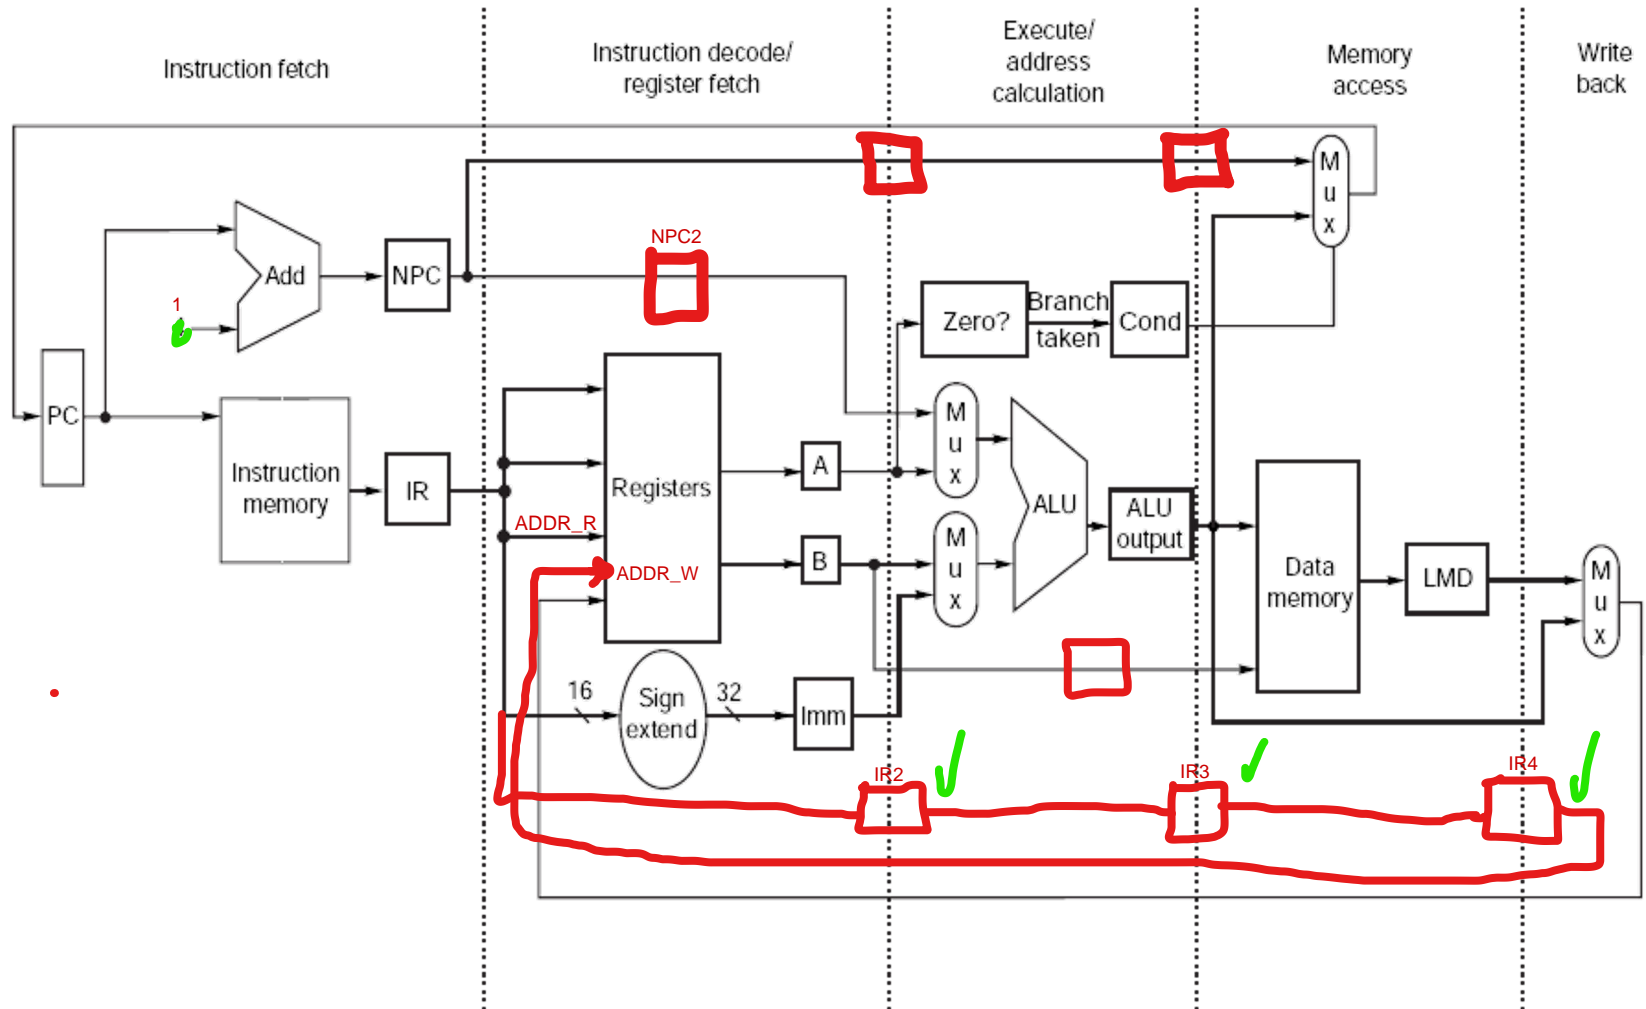 Instruction fetch
Instruction decode/
register fetch
Execute/
address
calculation
Memory
access
Write
back
M
u
x
NPC2
Add
NPC
1
Zero?
Branch
taken
Cond
PC
Instruction
memory
IR
Registers
ADDR_R
ADDR_W
A
B
M
u
x
M
u
x
ALU
ALU
output
Data
memory
LMD
M
u
x
16
Sign
extend
32
Imm
IR2
IR3
IR4